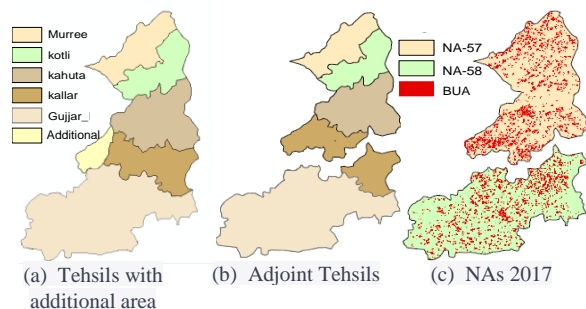 Murree
kotli
kahuta
kallar
Gujjar_
Additional
NA-57
NA-58
BUA
(a) Tehsils with
additional area
(b) Adjoint Tehsils
(c) NAs 2017